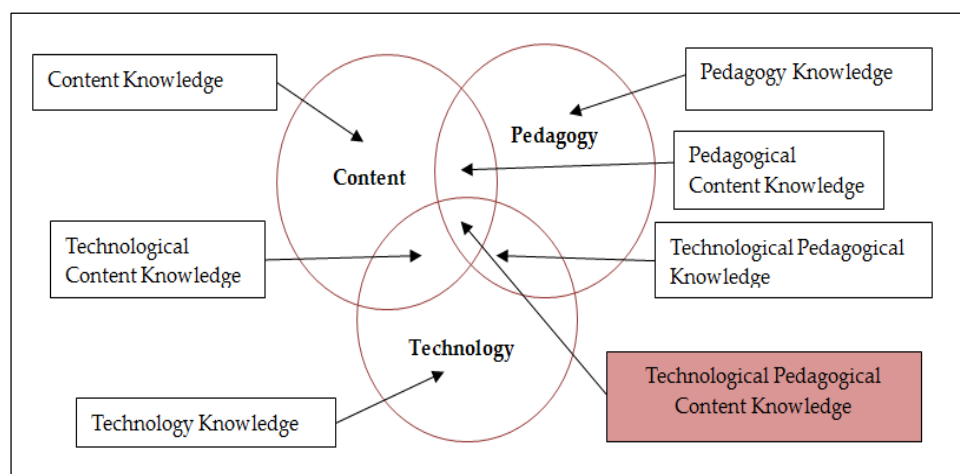 Content Knowledge
Pedagogy Knowledge
Pedagogy
Content
Pedagogical
Content Knowledge
Technological
Content Knowledge
Technological Pedagogical
Knowledge
Technology
Technological Pedagogical
Content Knowledge
Technology Knowledge